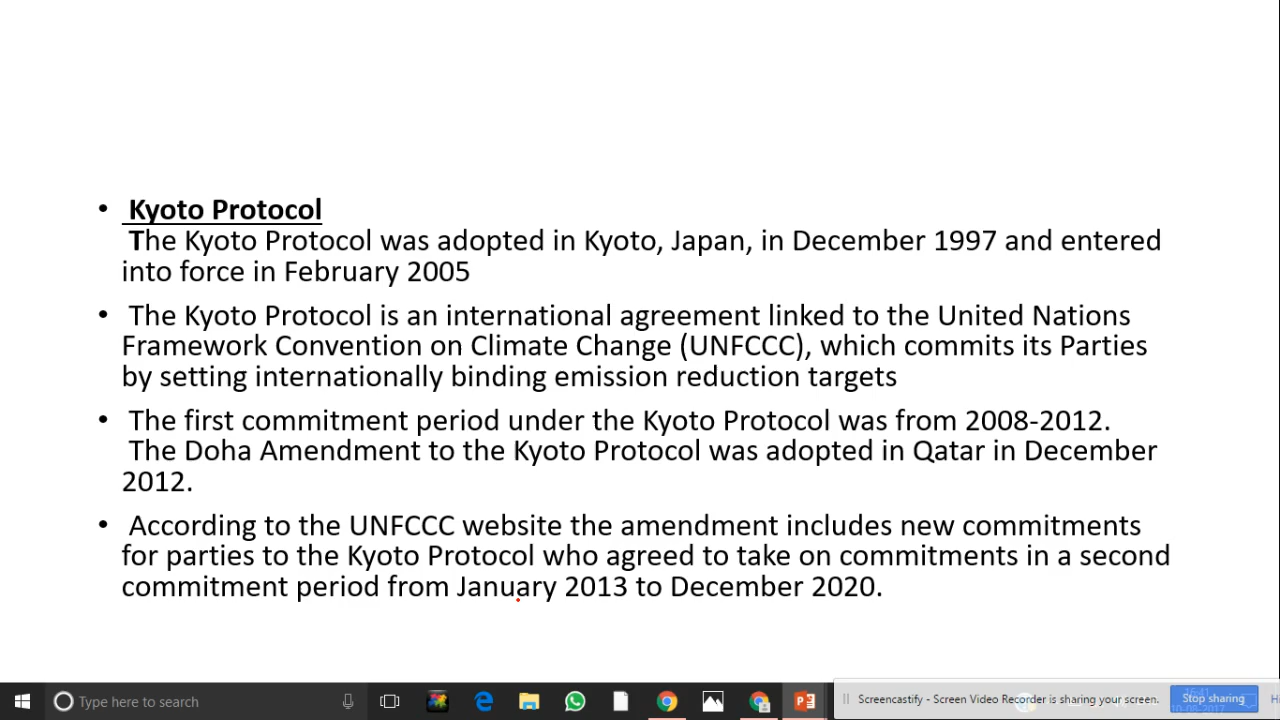 • Kyoto Protocol
The Kyoto Protocol was adopted in Kyoto, Japan, in December 1997 and entered
into force in February 2005
• The Kyoto Protocol is an international agreement linked to the United Nations
Framework Convention on Climate Change (UNFCCC), which commits its Parties
by setting internationally binding emission reduction targets
• The first commitment period under the Kyoto Protocol was from 2008-2012.
The Doha Amendment to the Kyoto Protocol was adopted in Qatar in December
2012.
• According to the UNFCCC website the amendment includes new commitments
for parties to the Kyoto Protocol who agreed to take on commitments in a second
commitment period from January 2013 to December 2020.
Type here to search
Screencastify - Screen Video Recorder is sharing your screen.
Stop sharing